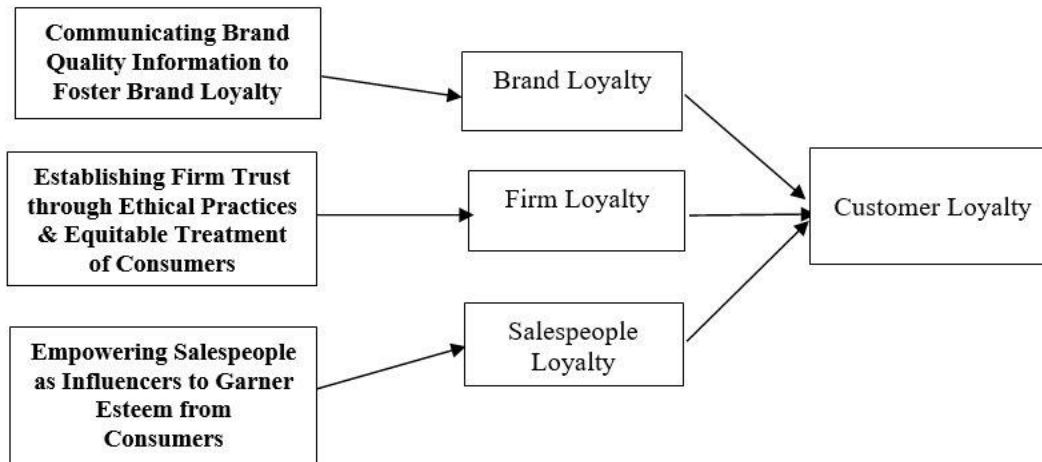 Communicating Brand
Quality Information to
Foster Brand Loyalty
Brand Loyalty
Establishing Firm Trust
through Ethical Practices
& Equitable Treatment
of Consumers
Firm Loyalty
Customer Loyalty
Empowering Salespeople
as Influencers to Garner
Esteem from
Consumers
Salespeople
Loyalty